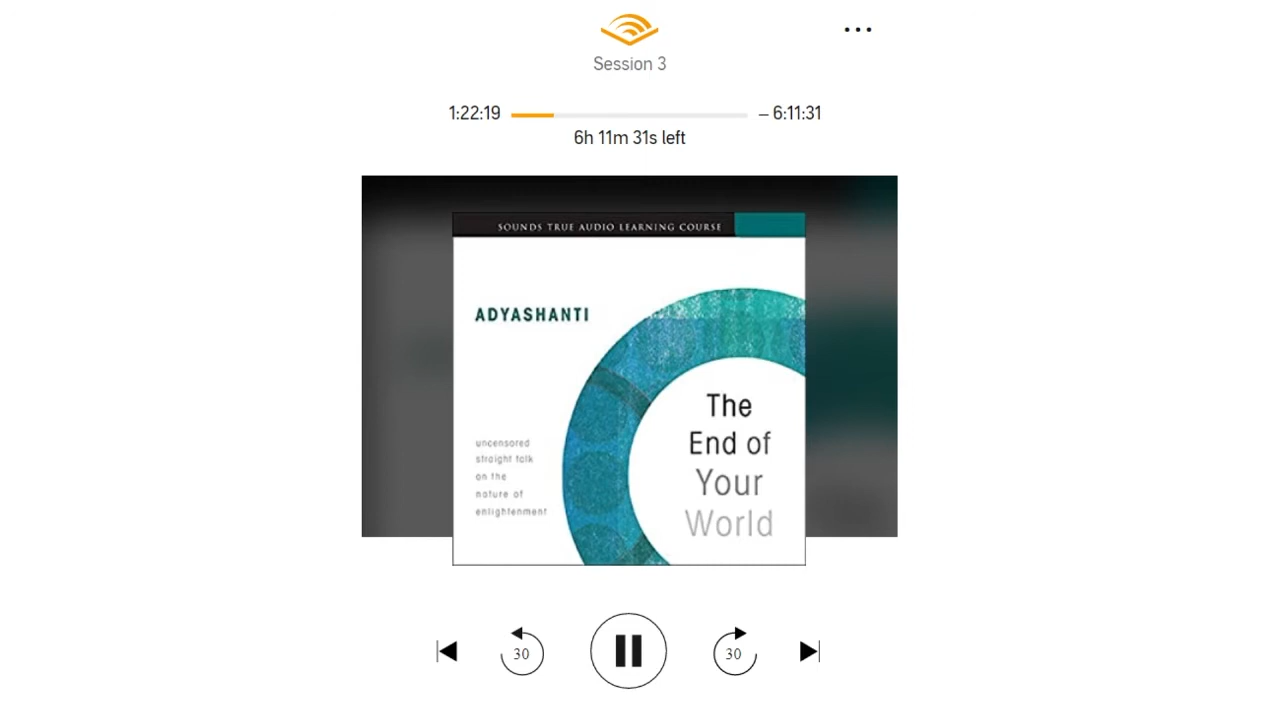 Session 3
1:22:19 – 6:11:31
6h 11m 31s left
SOUNDS TRUE AUDIO LEARNING COURSE
ADYASHANTI
The
End of
Your
World
uncensored
straight talk
on the
nature of
enlightenment
30 30